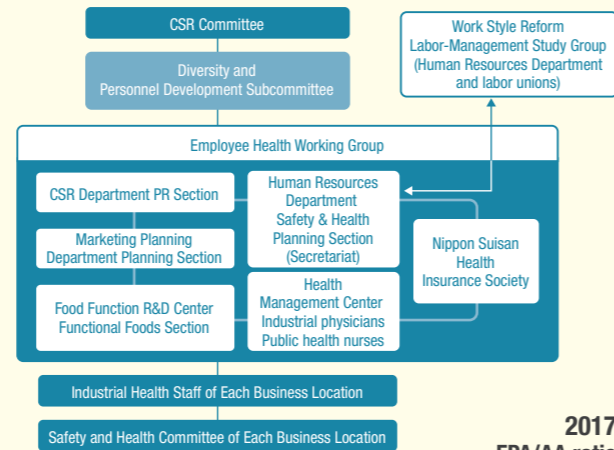 CSR Committee
Diversity and
Personnel Development Subcommittee
Work Style Reform
Labor-Management Study Group
(Human Resources Department
and labor unions)
Employee Health Working Group
CSR Department PR Section
Marketing Planning
Department Planning Section
Food Function R&D Center
Functional Foods Section
Human Resources
Department
Safety & Health
Planning Section
(Secretariat)
Health
Management Center
Industrial physicians
Public health nurses
Nippon Suisan
Health
Insurance Society
Industrial Health Staff of Each Business Location
Safety and Health Committee of Each Business Location
2017
EPA/AA ratio